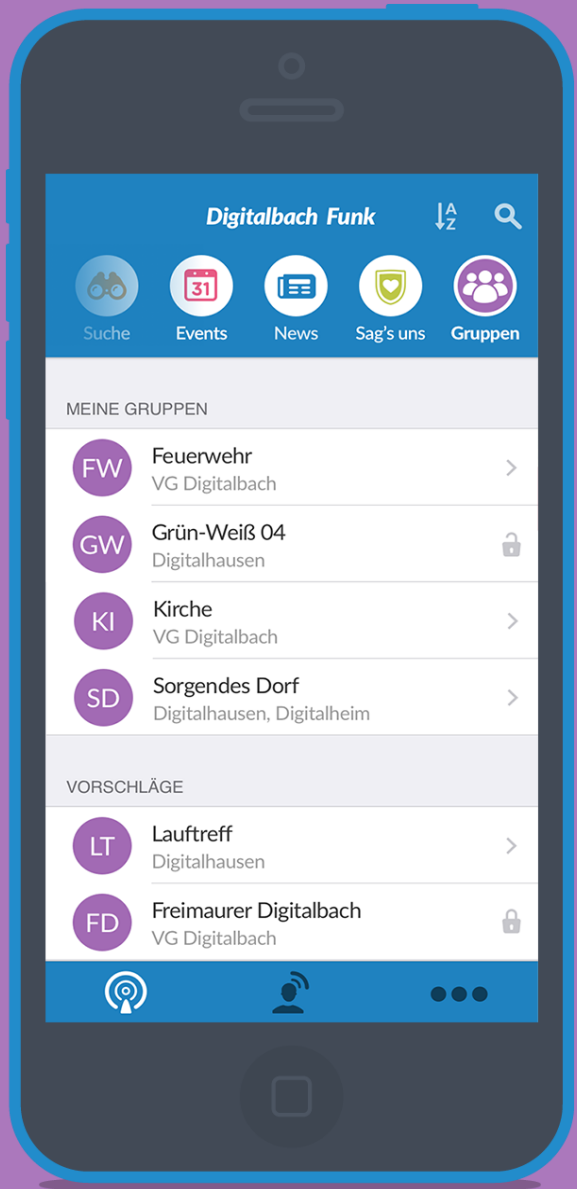 Digitalbach Funk
A
Z
31
Suche
Events
News
Sag's uns
Gruppen
MEINE GRUPPEN
FW
Feuerwehr
VG Digitalbach
GW
Grün-Weiß 04
Digitalhausen
KI
Kirche
VG Digitalbach
SD
Sorgendes Dorf
Digitalhausen, Digitalheim
VORSCHLÄGE
LT
Lauftreff
Digitalhausen
FD
Freimaurer Digitalbach
VG Digitalbach